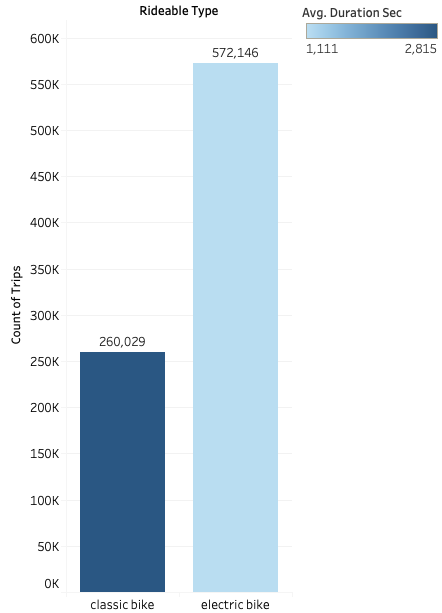 Rideable Type
Avg. Duration Sec
1,111 2,815
600K
572,146
550K
500K
450K
400K
350K
300K
260,029
250K
200K
150K
100K
50K
0K
Count of Trips
classic bike electric bike